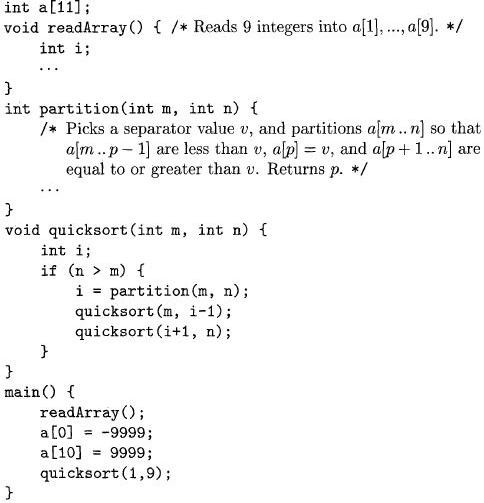 int a[11];
void readArray() { /* Reads 9 integers into a[1],...,a[9]. */
    int i;
    ...
}
int partition(int m, int n) {
    /* Picks a separator value v, and partitions a[m..n] so that
       a[m..p − 1] are less than v, a[p] = v, and a[p + 1..n] are
       equal to or greater than v. Returns p. */
    ...
}
void quicksort(int m, int n) {
    int i;
    if (n > m) {
        i = partition(m, n);
        quicksort(m, i-1);
        quicksort(i+1, n);
    }
}
main() {
    readArray();
    a[0] = -9999;
    a[10] = 9999;
    quicksort(1,9);
}